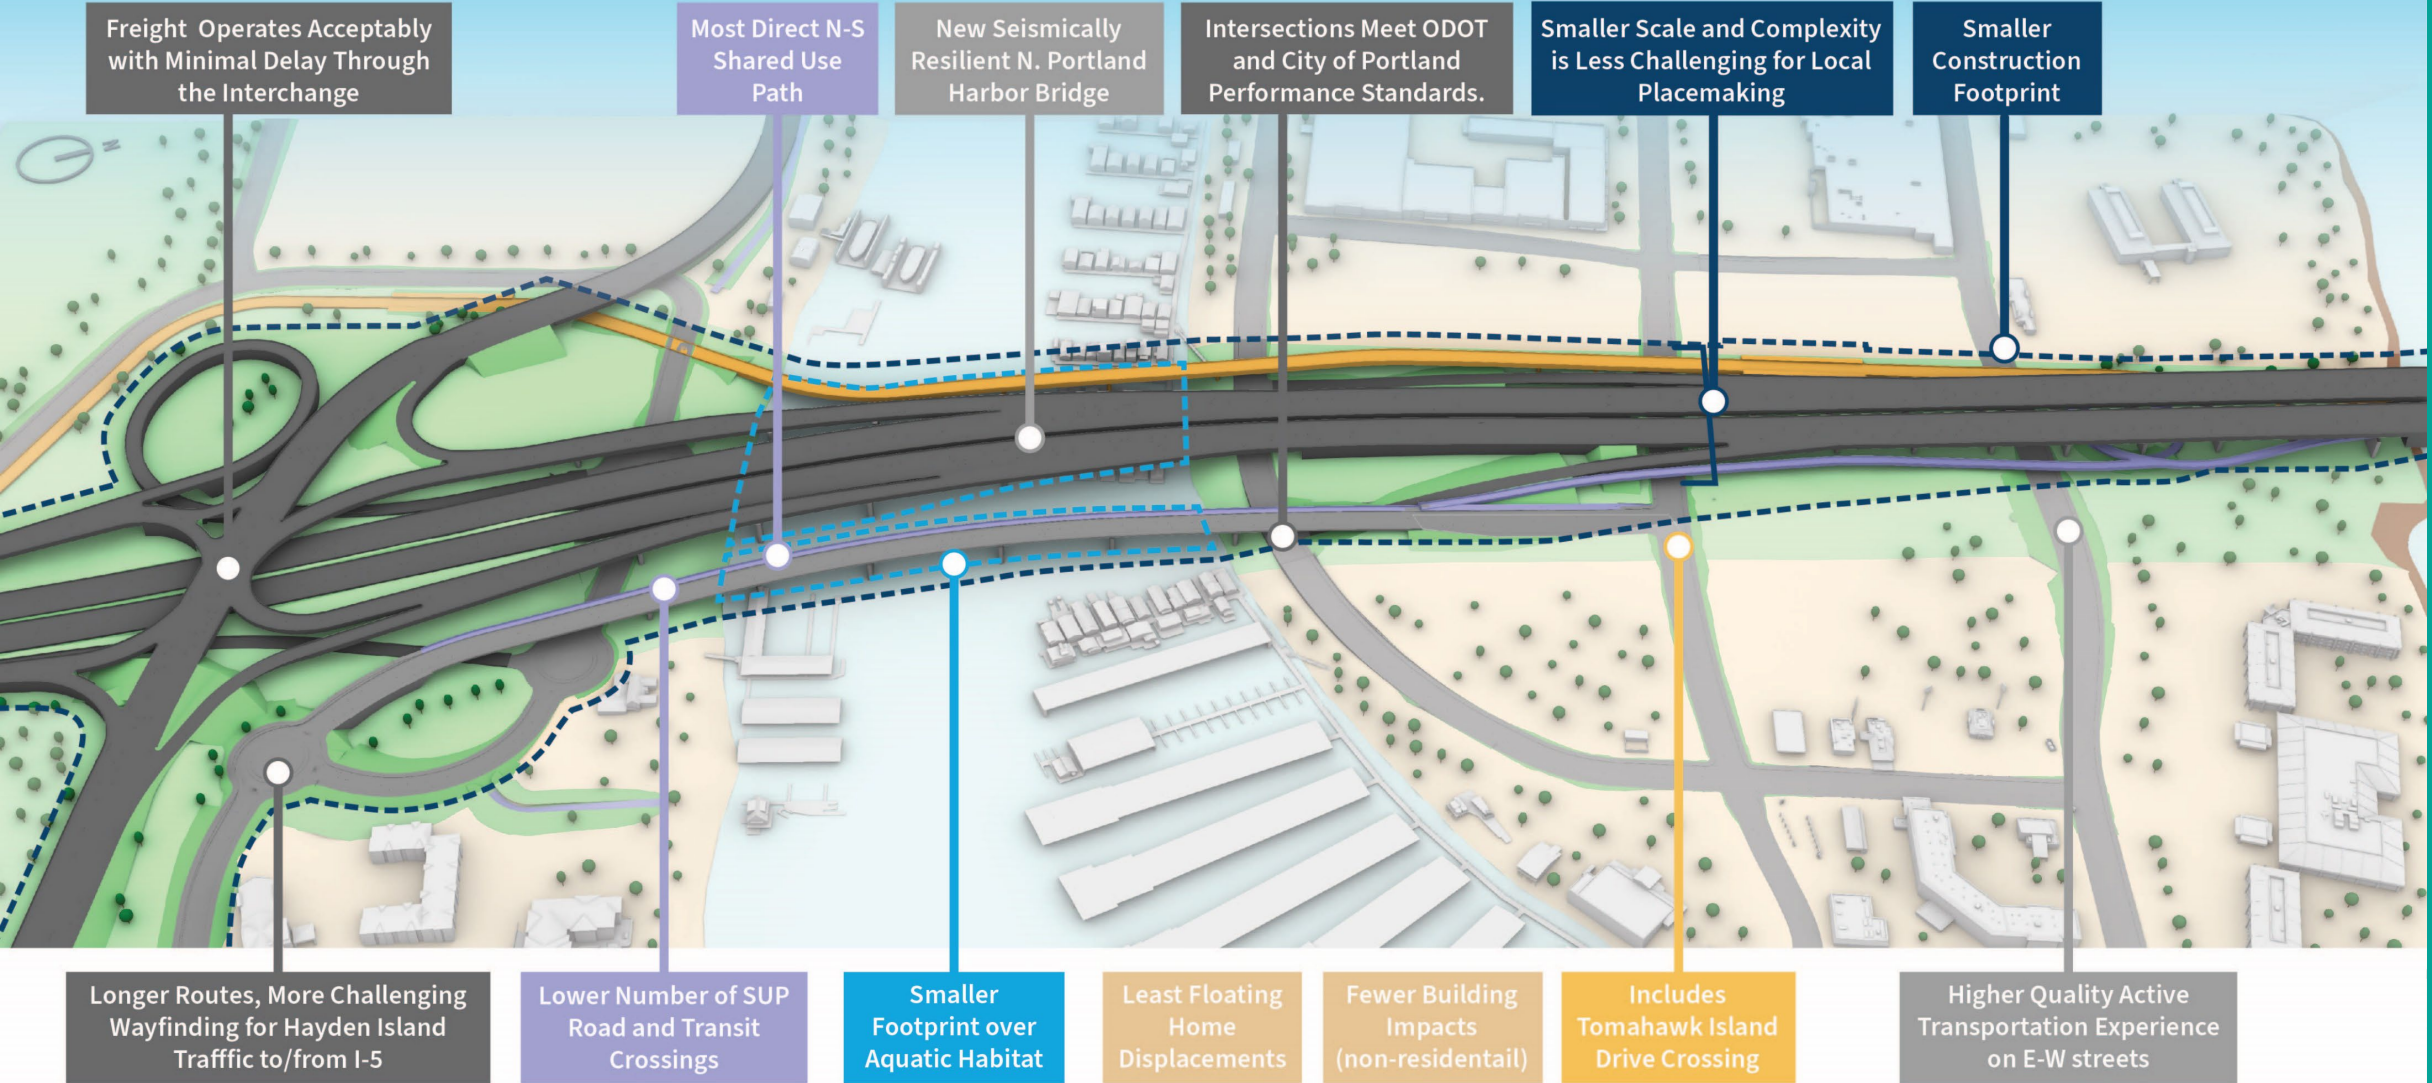 Freight Operates Acceptably
with Minimal Delay Through
the Interchange
Most Direct N-S
Shared Use
Path
New Seismically
Resilient N. Portland
Harbor Bridge
Intersections Meet ODOT
and City of Portland
Performance Standards.
Smaller Scale and Complexity
is Less Challenging for Local
Placemaking
Smaller
Construction
Footprint
N
Longer Routes, More Challenging
Wayfinding for Hayden Island
Trafffic to/from I-5
Lower Number of SUP
Road and Transit
Crossings
Smaller
Footprint over
Aquatic Habitat
Least Floating
Home
Displacements
Fewer Building
Impacts
(non-residentail)
Includes
Tomahawk Island
Drive Crossing
Higher Quality Active
Transportation Experience
on E-W streets